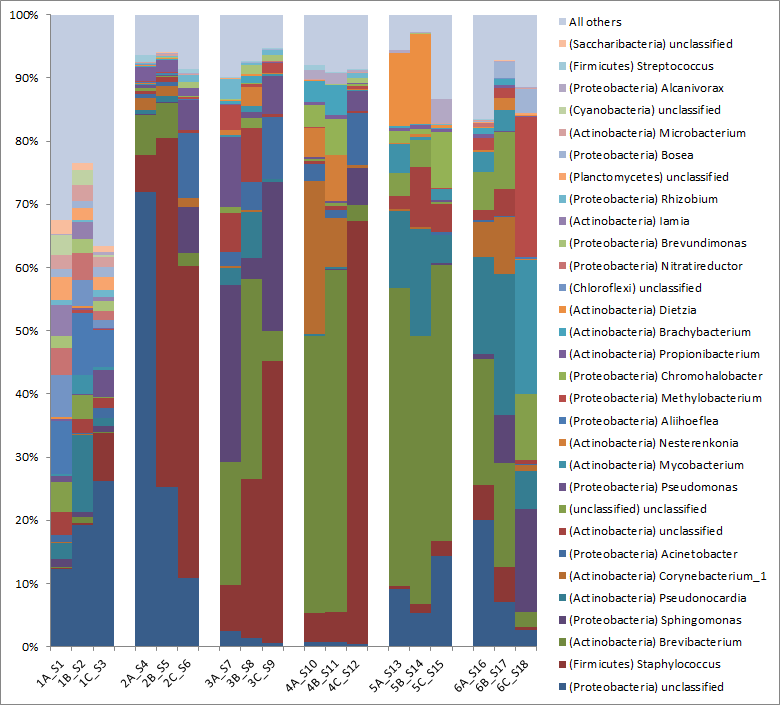 100%
90%
80%
70%
60%
50%
40%
30%
20%
10%
0%
1A_S1
1B_S2
1C_S3
2A_S4
2B_S5
2C_S6
3A_S7
3B_S8
3C_S9
4A_S10
4B_S11
4C_S12
5A_S13
5B_S14
5C_S15
6A_S16
6B_S17
6C_S18
All others
(Saccharibacteria) unclassified
(Firmicutes) Streptococcus
(Proteobacteria) Alcanivorax
(Cyanobacteria) unclassified
(Actinobacteria) Microbacterium
(Proteobacteria) Bosea
(Planctomycetes) unclassified
(Proteobacteria) Rhizobium
(Actinobacteria) Iamia
(Proteobacteria) Brevundimonas
(Proteobacteria) Nitratireductor
(Chloroflexi) unclassified
(Actinobacteria) Dietzia
(Actinobacteria) Brachybacterium
(Actinobacteria) Propionibacterium
(Proteobacteria) Chromohalobacter
(Proteobacteria) Methylobacterium
(Proteobacteria) Aliihoeflea
(Actinobacteria) Nesterenkonia
(Actinobacteria) Mycobacterium
(Proteobacteria) Pseudomonas
(unclassified) unclassified
(Actinobacteria) unclassified
(Proteobacteria) Acinetobacter
(Actinobacteria) Corynebacterium_1
(Actinobacteria) Pseudonocardia
(Proteobacteria) Sphingomonas
(Actinobacteria) Brevibacterium
(Firmicutes) Staphylococcus
(Proteobacteria) unclassified